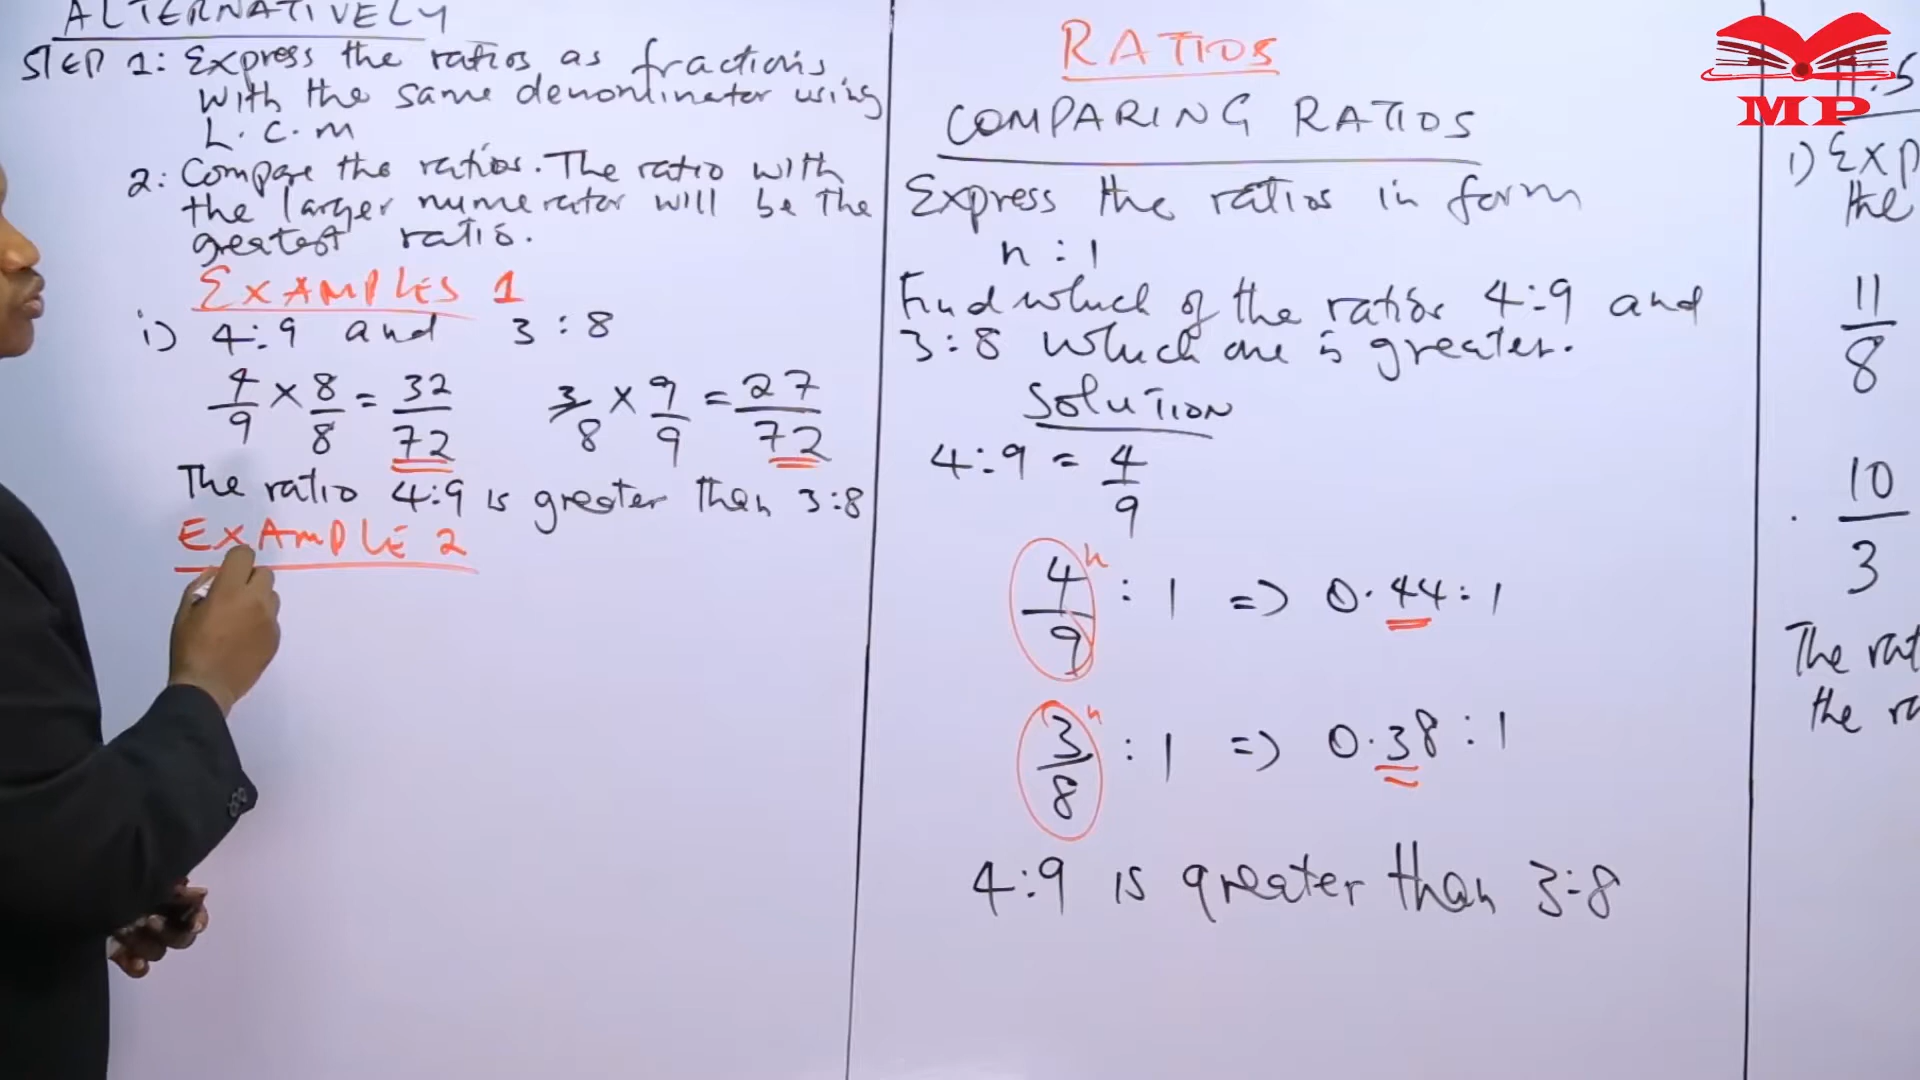 ALTERNATIVELY
STEP 1: Express the ratios as fractions
with the same denominator using
L.C.M
2: Compare the ratios. The ratio with
the larger numerator will be the
greatest ratio.
EXAMPLES 1
i) 4:9 and 3:8
4/9 × 8/8 = 32/72 3/8 × 9/9 = 27/72
The ratio 4:9 is greater than 3:8
EXAMPLE 2
RATIOS
COMPARING RATIOS
Express the ratios in form
n:1
Find which of the ratios 4:9 and
3:8 which one is greater.
SOLUTION
4:9 = 4/9
4/9 n : 1 => 0.44:1
3/8 n : 1 => 0.38:1
4:9 is greater than 3:8
MP
i) Exp
the
11/8
10/3
The rat
the ra